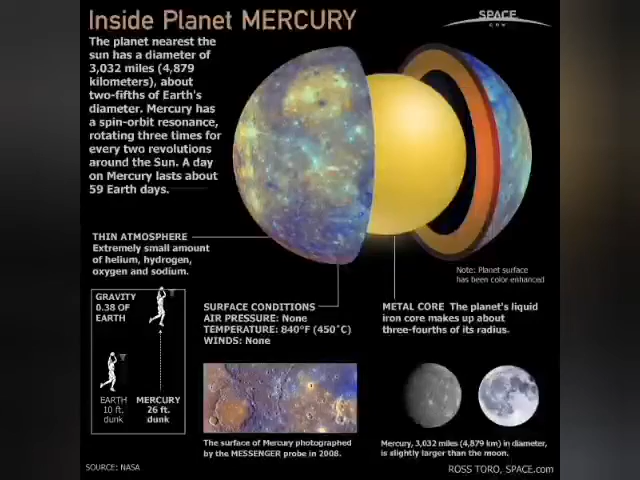 Inside Planet MERCURY
SPACE
.COM
The planet nearest the
sun has a diameter of
3,032 miles (4,879
kilometers), about
two-fifths of Earth's
diameter. Mercury has
a spin-orbit resonance,
rotating three times for
every two revolutions
around the Sun. A day
on Mercury lasts about
59 Earth days.
THIN ATMOSPHERE
Extremely small amount
of helium, hydrogen,
oxygen and sodium.
Note: Planet surface
has been color enhanced
GRAVITY
0.38 OF
EARTH
EARTH
10 ft.
dunk
MERCURY
26 ft.
dunk
SURFACE CONDITIONS
AIR PRESSURE: None
TEMPERATURE: 840°F (450°C)
WINDS: None
METAL CORE The planet's liquid
iron core makes up about
three-fourths of its radius.
The surface of Mercury photographed
by the MESSENGER probe in 2008.
Mercury, 3,032 miles (4,879 km) in diameter,
is slightly larger than the moon.
SOURCE: NASA
ROSS TORO, SPACE.com